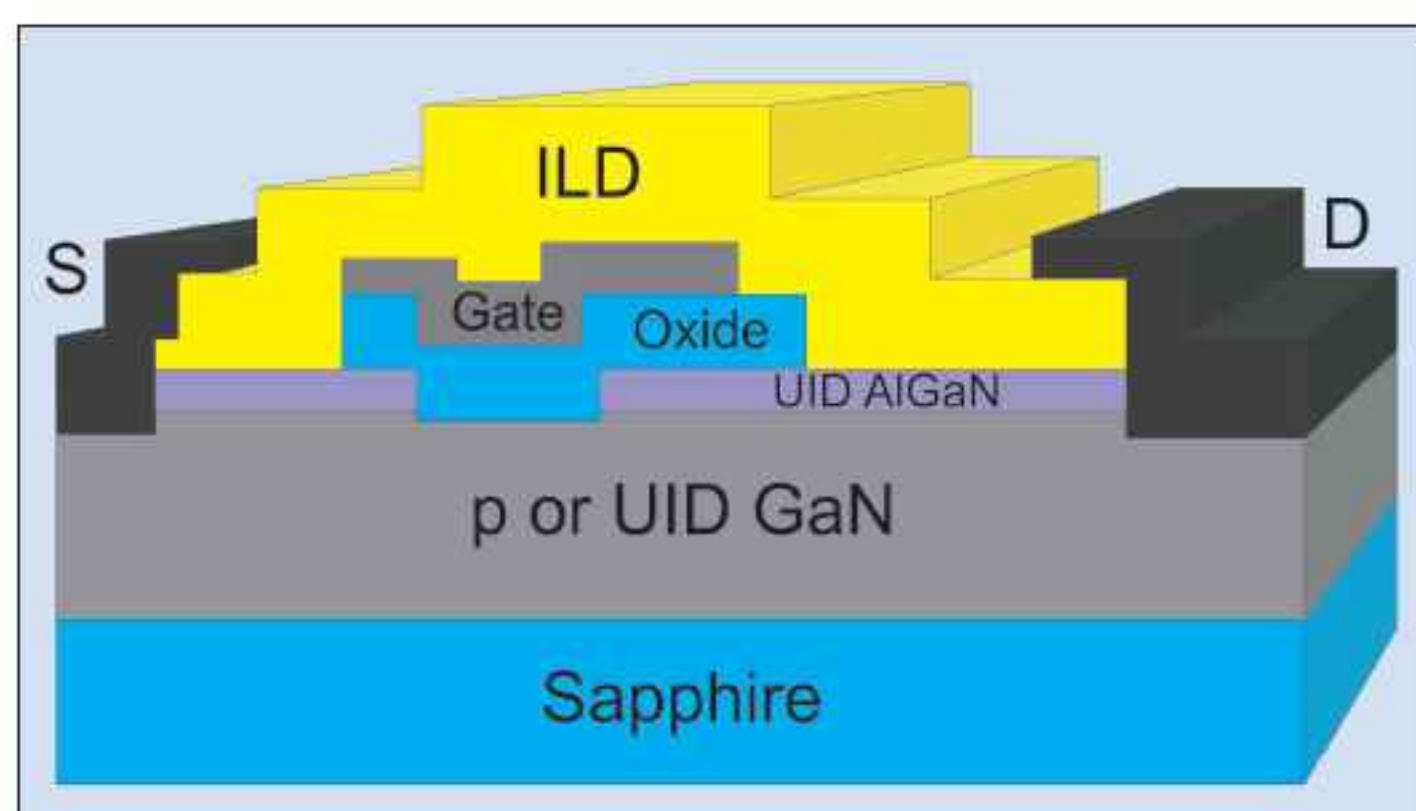 ILD
S
D
Gate
Oxide
UID AlGaN
p or UID GaN
Sapphire